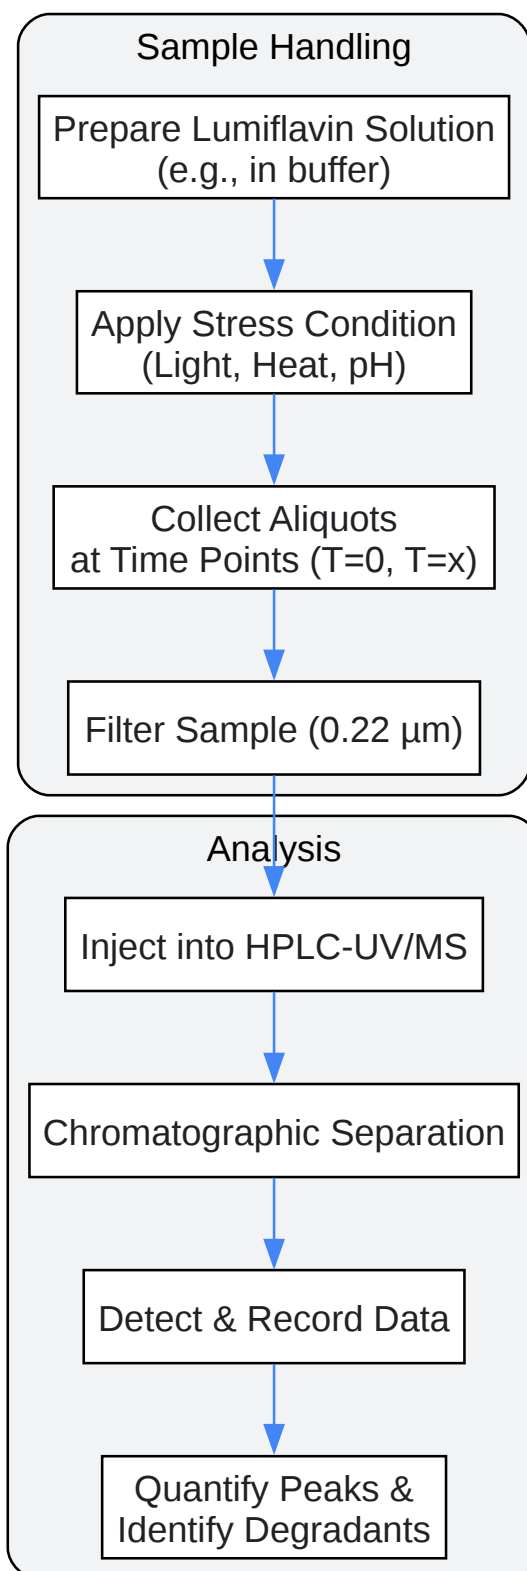 Sample Handling
Prepare Lumiflavin Solution
(e.g., in buffer)
Apply Stress Condition
(Light, Heat, pH)
Collect Aliquots
at Time Points (T=0, T=x)
Filter Sample (0.22 µm)
Analysis
Inject into HPLC-UV/MS
Chromatographic Separation
Detect & Record Data
Quantify Peaks &
Identify Degradants